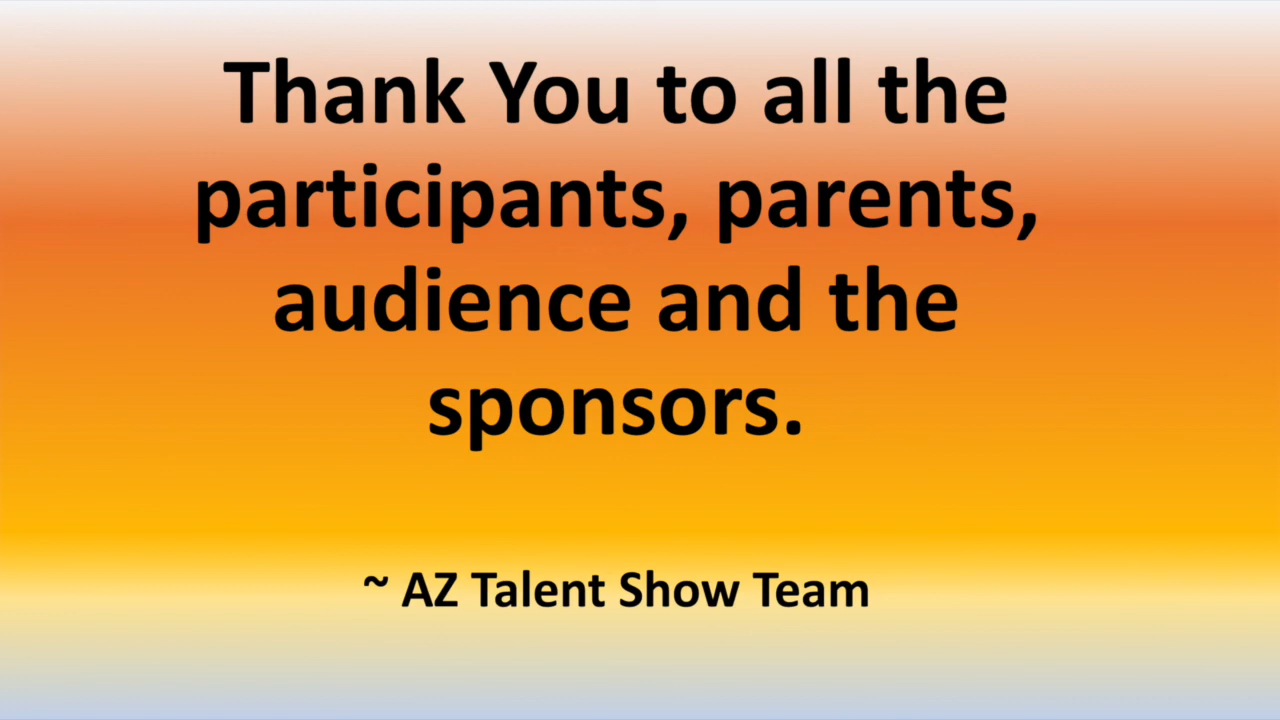 Thank You to all the
participants, parents,
audience and the
sponsors.
~ AZ Talent Show Team